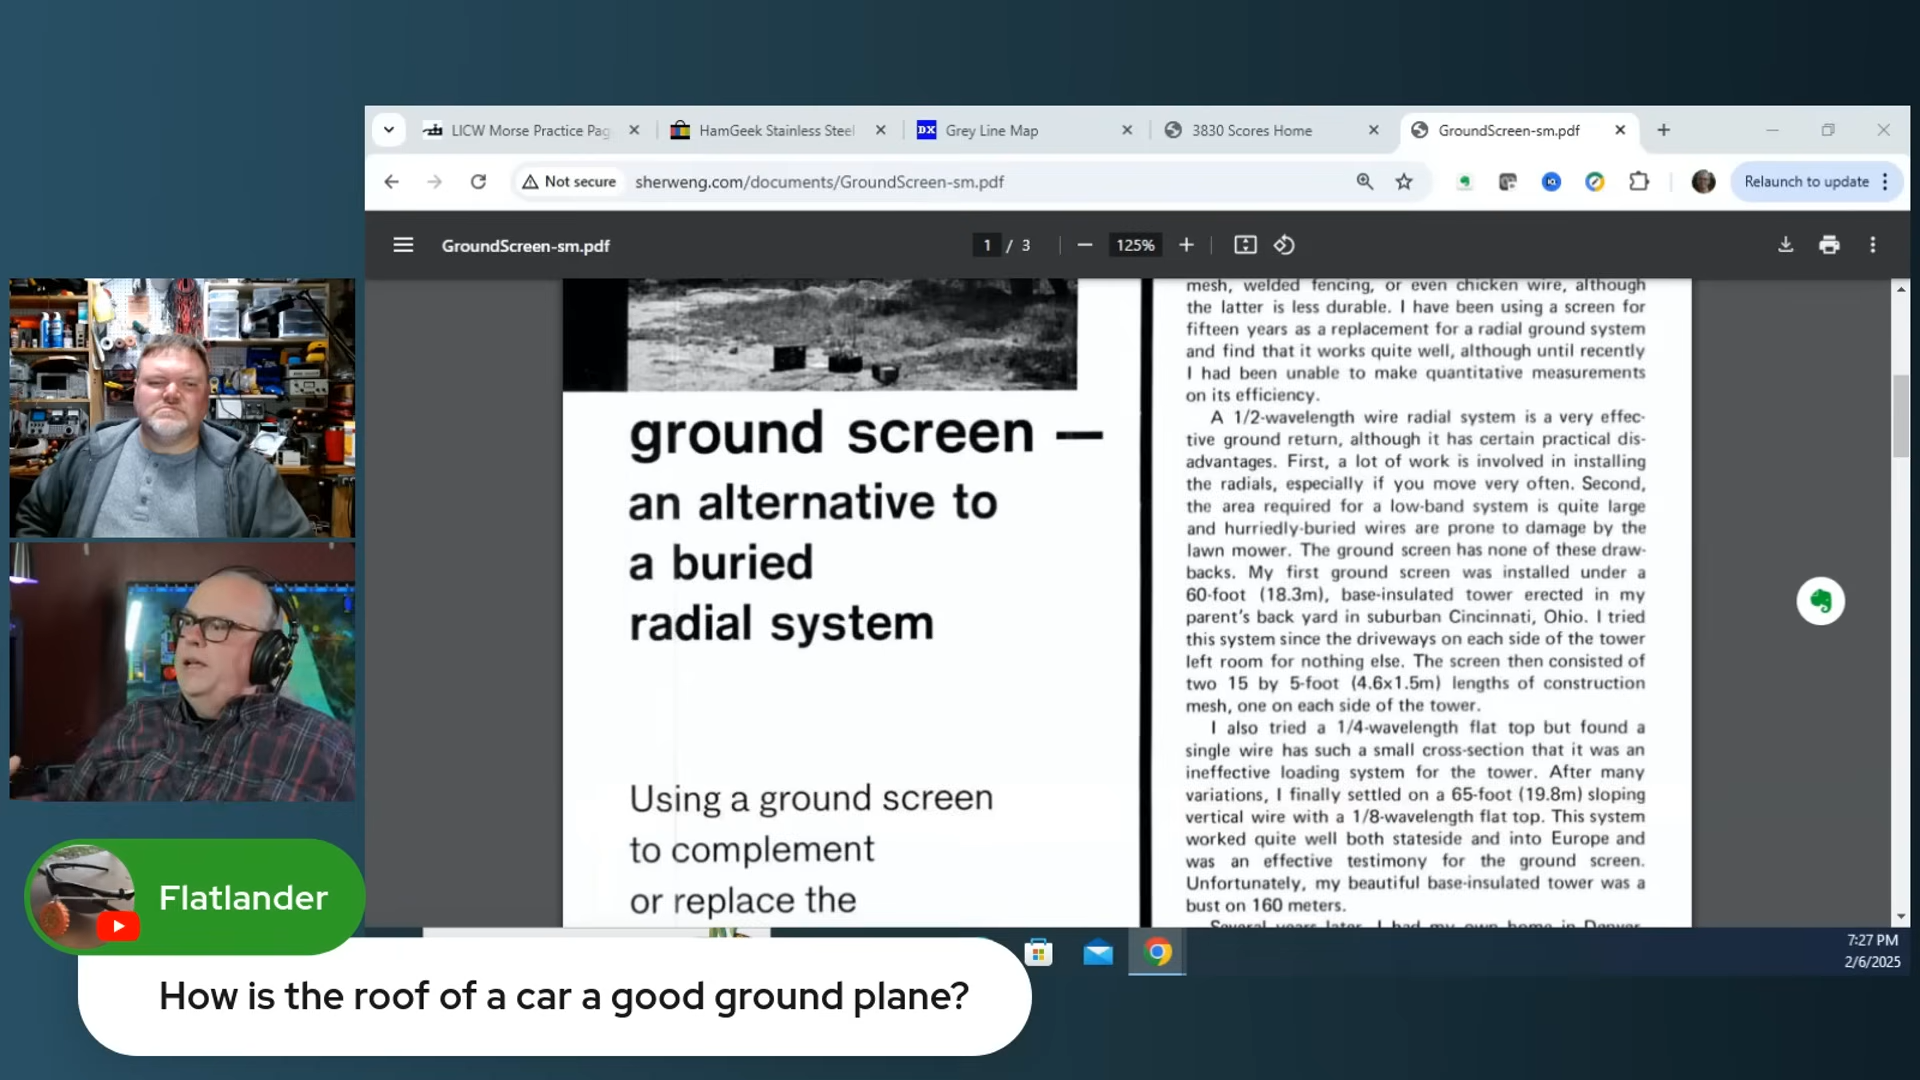 LICW Morse Practice Pag
HamGeek Stainless Steel
DX
Grey Line Map
3830 Scores Home
GroundScreen-sm.pdf
Not secure
sherweng.com/documents/GroundScreen-sm.pdf
Relaunch to update
GroundScreen-sm.pdf
1 / 3
125%
ground screen —
an alternative to
a buried
radial system
Using a ground screen
to complement
or replace the
mesh, welded fencing, or even chicken wire, although
the latter is less durable. I have been using a screen for
fifteen years as a replacement for a radial ground system
and find that it works quite well, although until recently
I had been unable to make quantitative measurements
on its efficiency.
A 1/2-wavelength wire radial system is a very effec-
tive ground return, although it has certain practical dis-
advantages. First, a lot of work is involved in installing
the radials, especially if you move very often. Second,
the area required for a low-band system is quite large
and hurriedly-buried wires are prone to damage by the
lawn mower. The ground screen has none of these draw-
backs. My first ground screen was installed under a
60-foot (18.3m), base-insulated tower erected in my
parent's back yard in suburban Cincinnati, Ohio. I tried
this system since the driveways on each side of the tower
left room for nothing else. The screen then consisted of
two 15 by 5-foot (4.6x1.5m) lengths of construction
mesh, one on each side of the tower.
I also tried a 1/4-wavelength flat top but found a
single wire has such a small cross-section that it was an
ineffective loading system for the tower. After many
variations, I finally settled on a 65-foot (19.8m) sloping
vertical wire with a 1/8-wavelength flat top. This system
worked quite well both stateside and into Europe and
was an effective testimony for the ground screen.
Unfortunately, my beautiful base-insulated tower was a
bust on 160 meters.
Several years later, I had my own home in Denver,
Flatlander
How is the roof of a car a good ground plane?
7:27 PM
2/6/2025